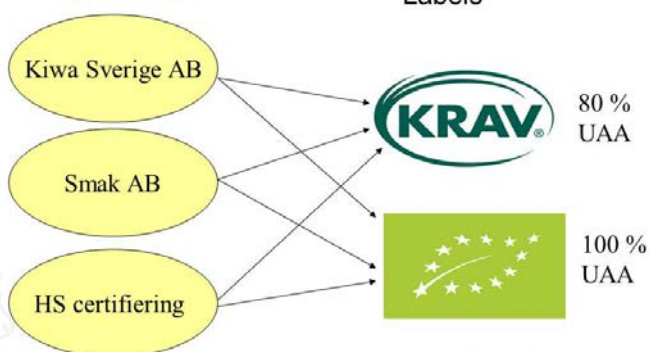 Labels
Kiwa Sverige AB
KRAV®
80 %
UAA
Smak AB
100 %
UAA
HS certifiering